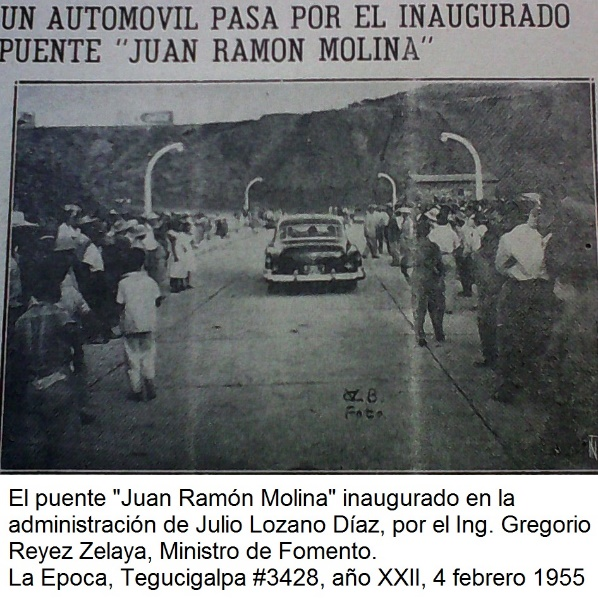 UN AUTOMOVIL PASA POR EL INAUGURADO
PUENTE "JUAN RAMON MOLINA"
Foto
El puente "Juan Ramón Molina" inaugurado en la
administración de Julio Lozano Díaz, por el Ing. Gregorio
Reyez Zelaya, Ministro de Fomento.
La Epoca, Tegucigalpa #3428, año XXII, 4 febrero 1955